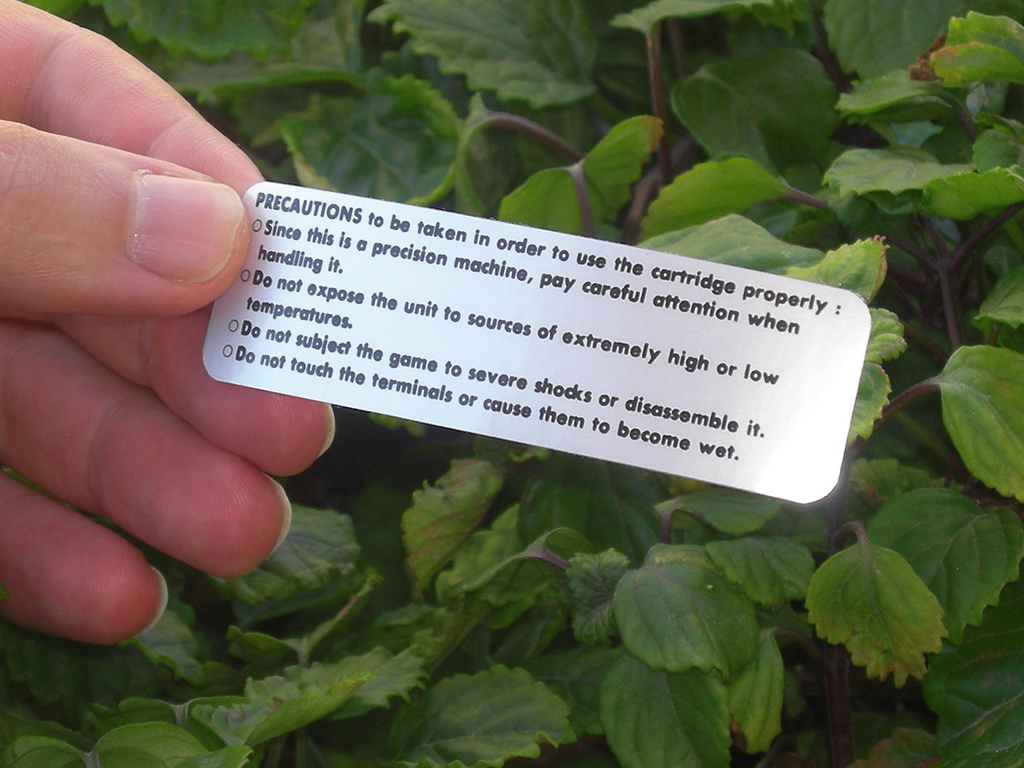 PRECAUTIONS to be taken in order to use the cartridge properly :
○Since this is a precision machine, pay careful attention when
handling it.
○Do not expose the unit to sources of extremely high or low
temperatures.
○Do not subject the game to severe shocks or disassemble it.
○Do not touch the terminals or cause them to become wet.